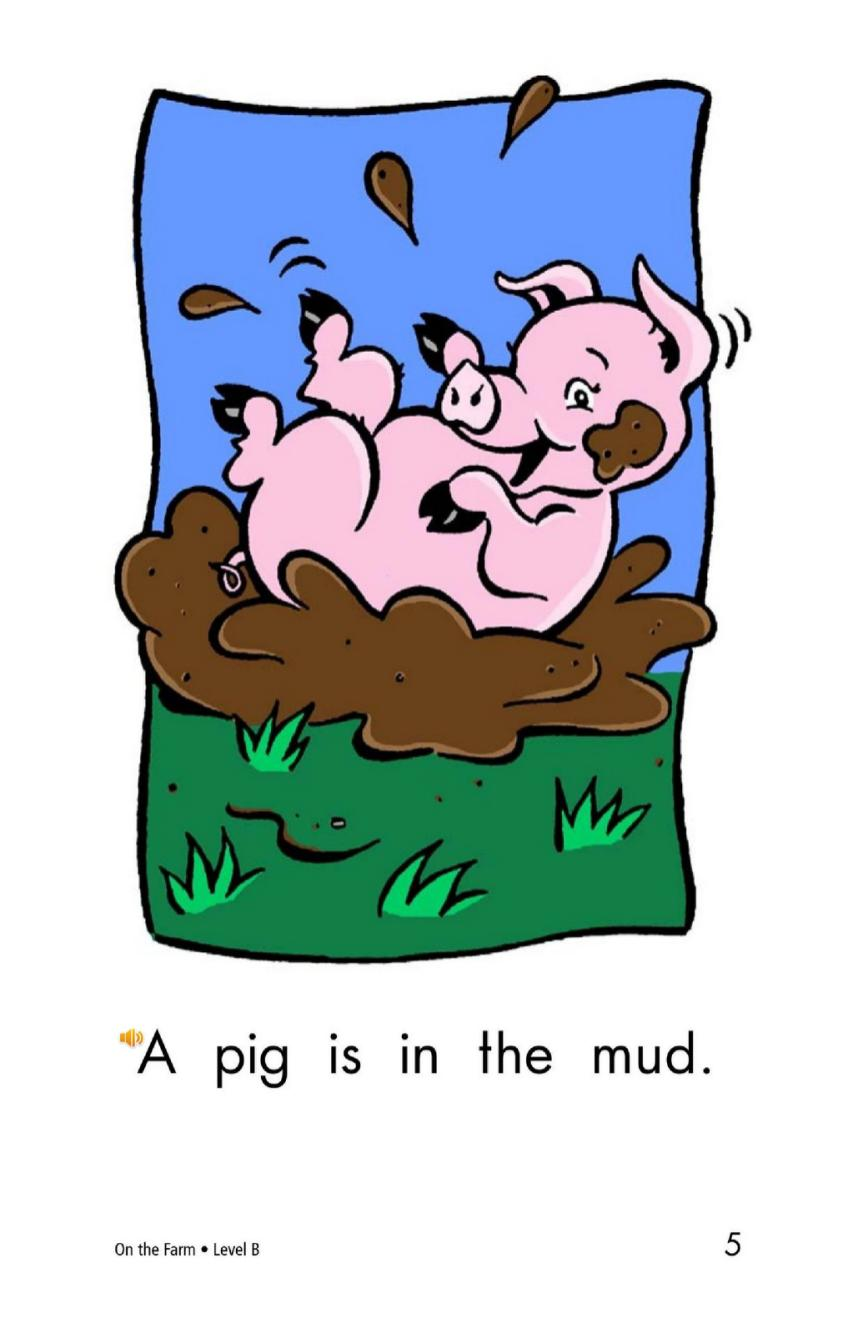 A pig is in the mud.
On the Farm • Level B
5